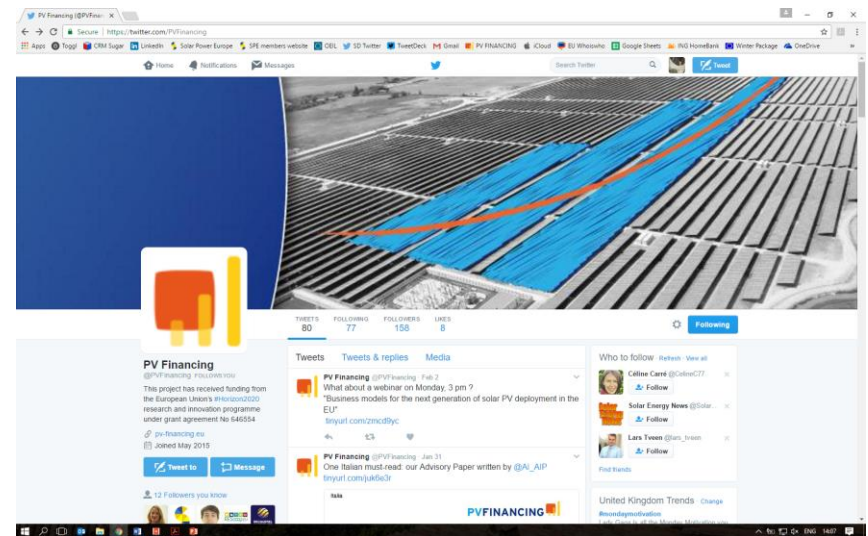 PV Financing (@PVFinan
Secure | https://twitter.com/PVFinancing
Apps Toggl CRM Sugar LinkedIn Solar Power Europe SPE members website OEIL SD Twitter TweetDeck Gmail PV FINANCING iCloud EU Whoiswho Google Sheets ING HomeBank Winter Package OneDrive
Home Notifications Messages Search Twitter Tweet
TWEETS FOLLOWING FOLLOWERS LIKES
80 77 158 8
Following
PV Financing
@PVFinancing FOLLOWS YOU
This project has received funding from
the European Union's #Horizon2020
research and innovation programme
under grant agreement No 646554
pv-financing.eu
Joined May 2015
Tweet to Message
12 Followers you know
Tweets Tweets & replies Media
PV Financing @PVFinancing Feb 2
What about a webinar on Monday, 3 pm ?
"Business models for the next generation of solar PV deployment in the
EU"
tinyurl.com/zmcd9yc
PV Financing @PVFinancing Jan 31
One Italian must-read: our Advisory Paper written by @Al_AIP
tinyurl.com/juk6e3r
Italia
PVFINANCING
Who to follow Refresh View all
Céline Carré @CelineC77
Follow
Solar Energy News @Solar...
Follow
Lars Tveen @lars_tveen
Follow
Find friends
United Kingdom Trends Change
#mondaymotivation
ENG 14:07